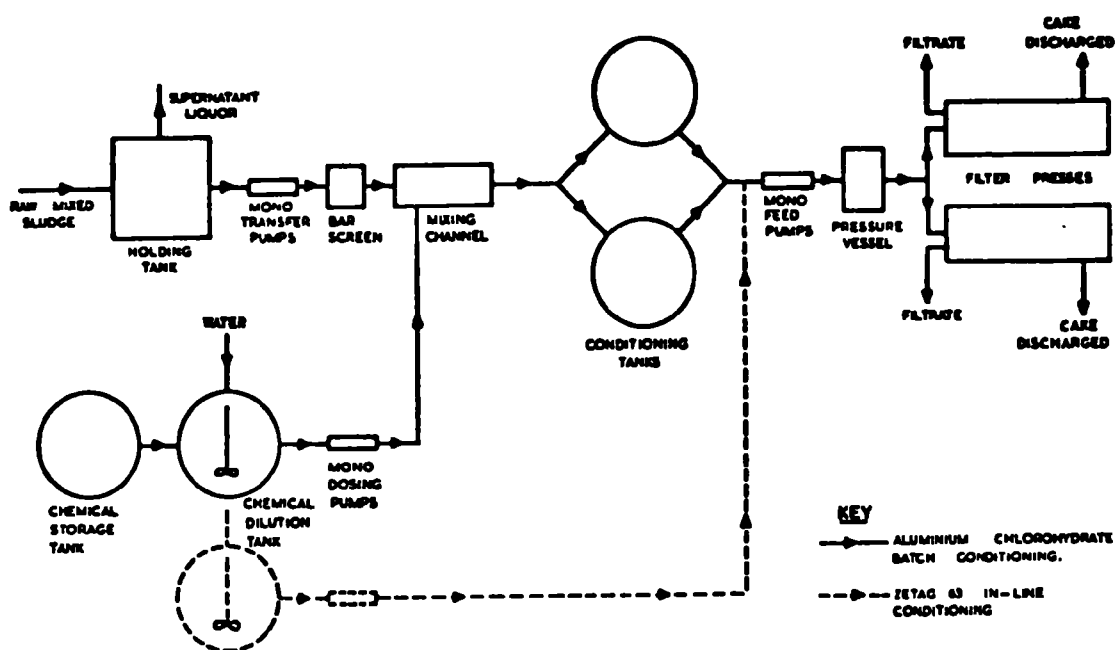 CAKE
DISCHARGED
FILTRATE
SUPERNATANT
LIQUOR
RAW MIXED
SLUDGE
HOLDING
TANK
MONO
TRANSFER
PUMPS
BAR
SCREEN
MIXING
CHANNEL
CONDITIONING
TANKS
MONO
FEED
PUMPS
PRESSURE
VESSEL
FILTER PRESSES
FILTRATE
CAKE
DISCHARGED
WATER
CHEMICAL
STORAGE
TANK
CHEMICAL
DILUTION
TANK
MONO
DOSING
PUMPS
KEY
ALUMINIUM CHLOROHYDRATE
BATCH CONDITIONING.
ZETAG 63 IN-LINE
CONDITIONING